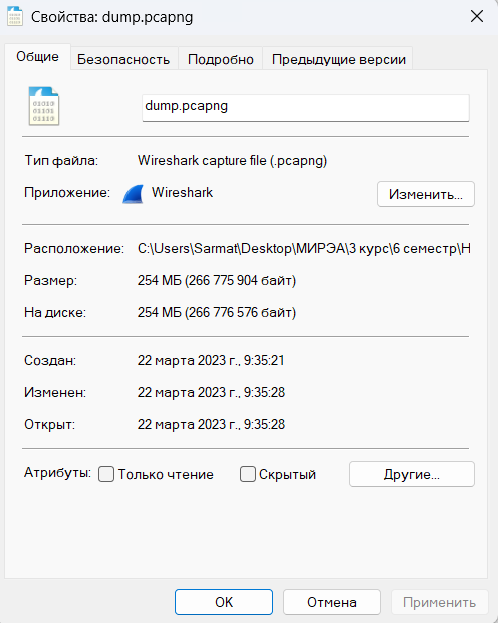 Свойства: dump.pcapng
Общие Безопасность Подробно Предыдущие версии
01010
01101
01110
dump.pcapng
Тип файла: Wireshark capture file (.pcapng)
Приложение: Wireshark Изменить...
Расположение: C:\Users\Sarmat\Desktop\МИРЭА\3 курс\6 семестр\Н
Размер: 254 МБ (266 775 904 байт)
На диске: 254 МБ (266 776 576 байт)
Создан: 22 марта 2023 г., 9:35:21
Изменен: 22 марта 2023 г., 9:35:28
Открыт: 22 марта 2023 г., 9:35:28
Атрибуты: Только чтение Скрытый Другие...
OK Отмена Применить